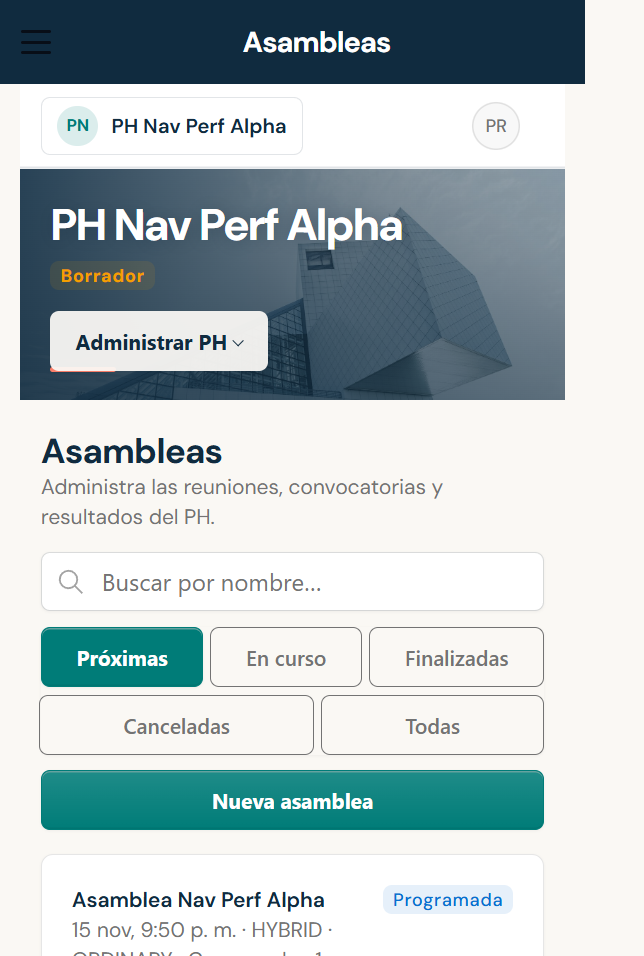 Asambleas
PN PH Nav Perf Alpha PR
PH Nav Perf Alpha
Borrador
Administrar PH
Asambleas
Administra las reuniones, convocatorias y
resultados del PH.
Buscar por nombre...
Próximas En curso Finalizadas
Canceladas Todas
Nueva asamblea
Asamblea Nav Perf Alpha Programada
15 nov, 9:50 p. m. · HYBRID ·